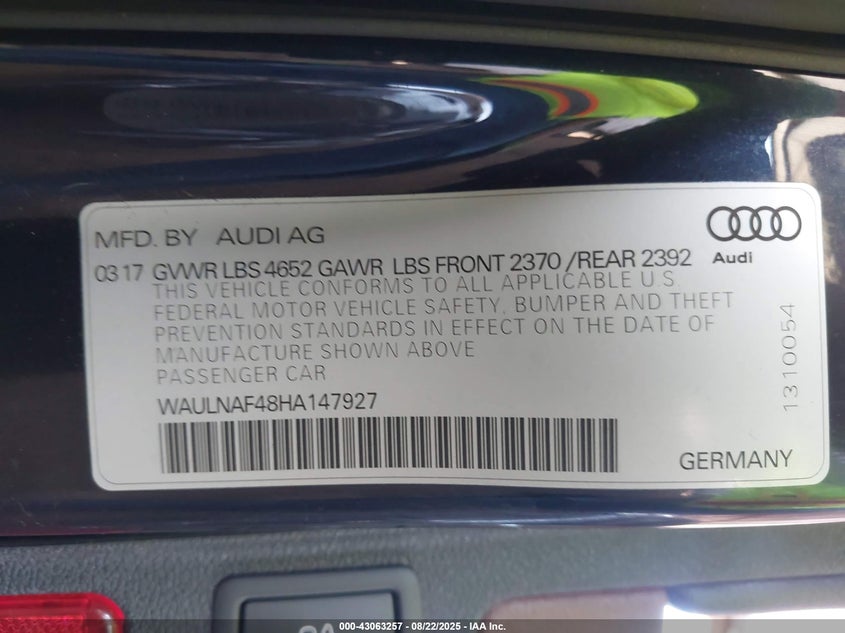 MFD. BY AUDI AG
Audi
03 17 GVWR LBS 4652 GAWR LBS FRONT 2370 /REAR 2392
THIS VEHICLE CONFORMS TO ALL APPLICABLE U.S.
FEDERAL MOTOR VEHICLE SAFETY, BUMPER AND THEFT
PREVENTION STANDARDS IN EFFECT ON THE DATE OF
MANUFACTURE SHOWN ABOVE
PASSENGER CAR
WAULNAF48HA147927
GERMANY
1310054
000-43063257 - 08/22/2025 - IAA Inc.